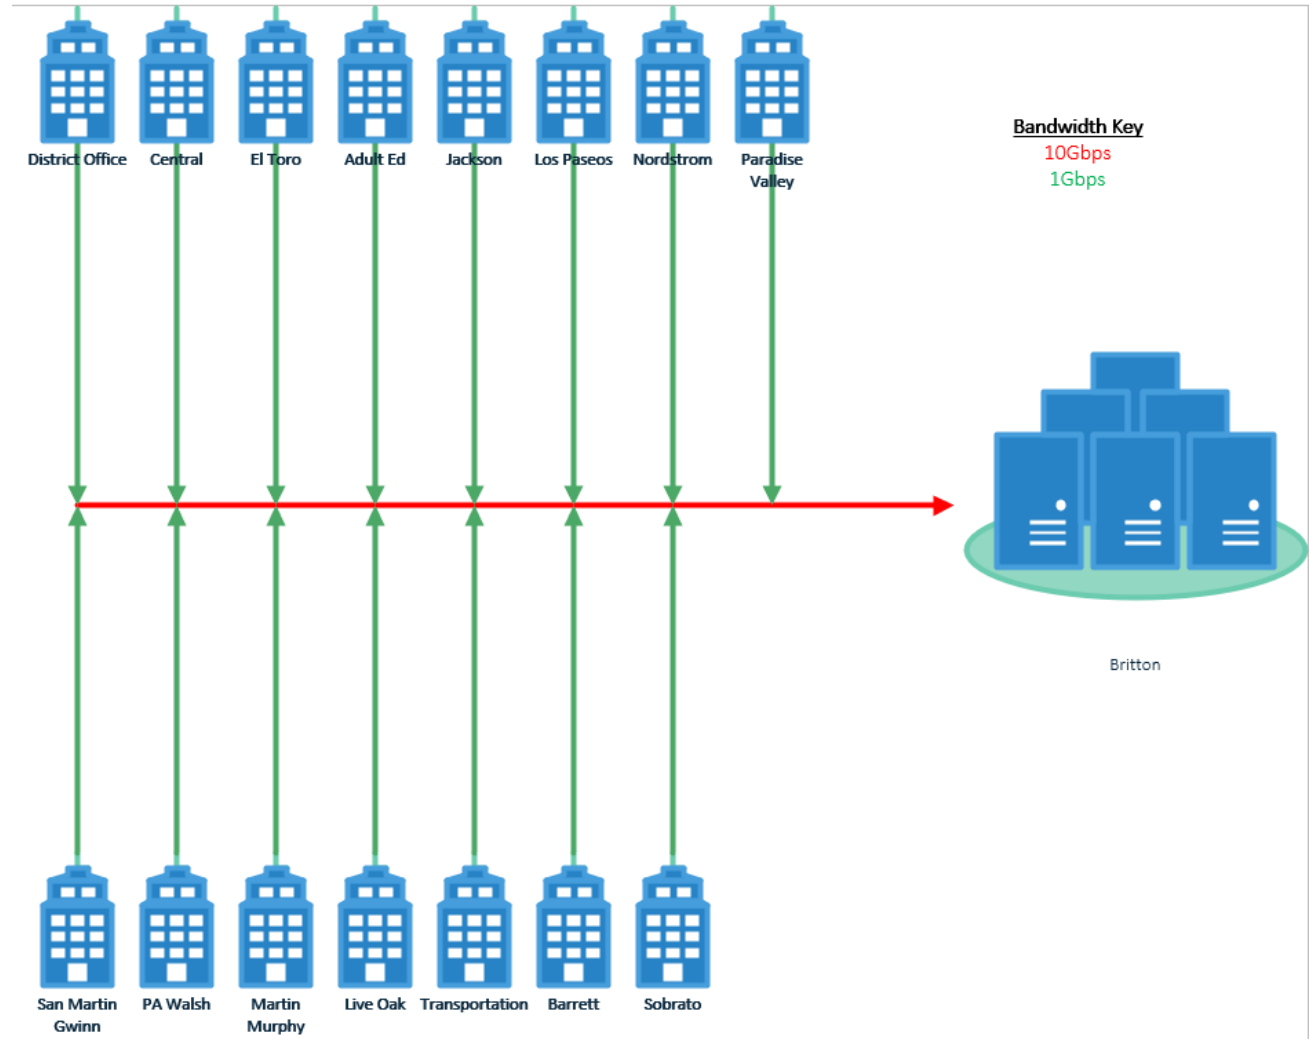 District Office
Central
El Toro
Adult Ed
Jackson
Los Paseos
Nordstrom
Paradise
Valley
Bandwidth Key
10Gbps
1Gbps
Britton
San Martin
Gwinn
PA Walsh
Martin
Murphy
Live Oak
Transportation
Barrett
Sobrato